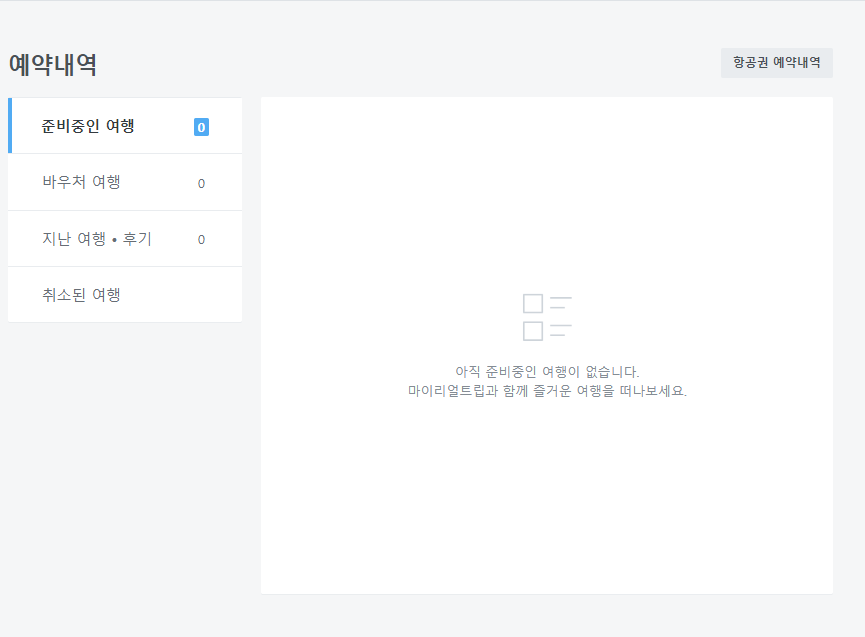 예약내역
항공권 예약내역
준비중인 여행 0
바우처 여행 0
지난 여행 • 후기 0
취소된 여행
아직 준비중인 여행이 없습니다.
마이리얼트립과 함께 즐거운 여행을 떠나보세요.